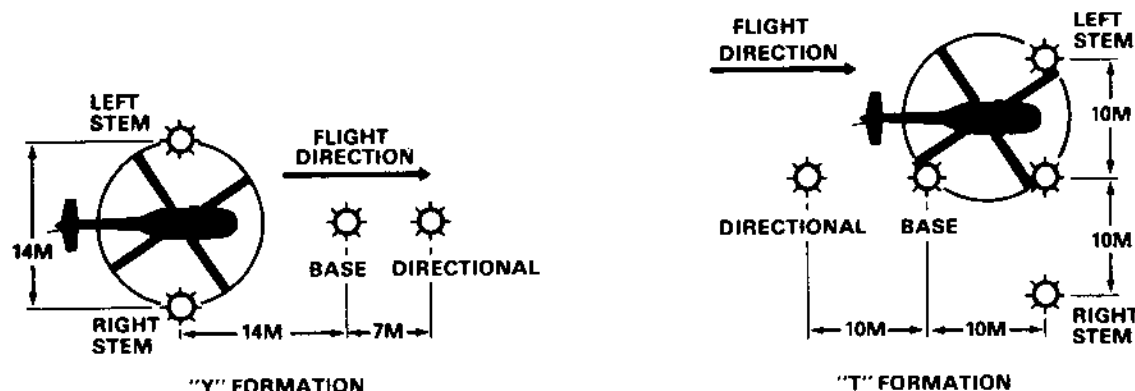 LEFT
STEM
FLIGHT
DIRECTION
14M
BASE
DIRECTIONAL
RIGHT
STEM
14M
7M
"Y" FORMATION
FLIGHT
DIRECTION
LEFT
STEM
10M
DIRECTIONAL
BASE
10M
10M
10M
RIGHT
STEM
"T" FORMATION